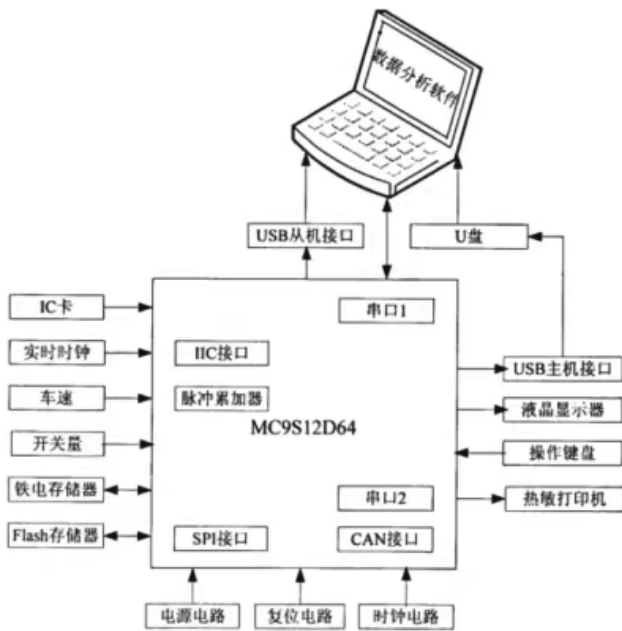 数据分析软件
USB从机接口
U盘
IC卡
串口1
实时时钟
IIC接口
USB主机接口
车速
脉冲累加器
液晶显示器
MC9S12D64
开关量
操作键盘
铁电存储器
串口2
热敏打印机
Flash存储器
SPI接口
CAN接口
电源电路
复位电路
时钟电路